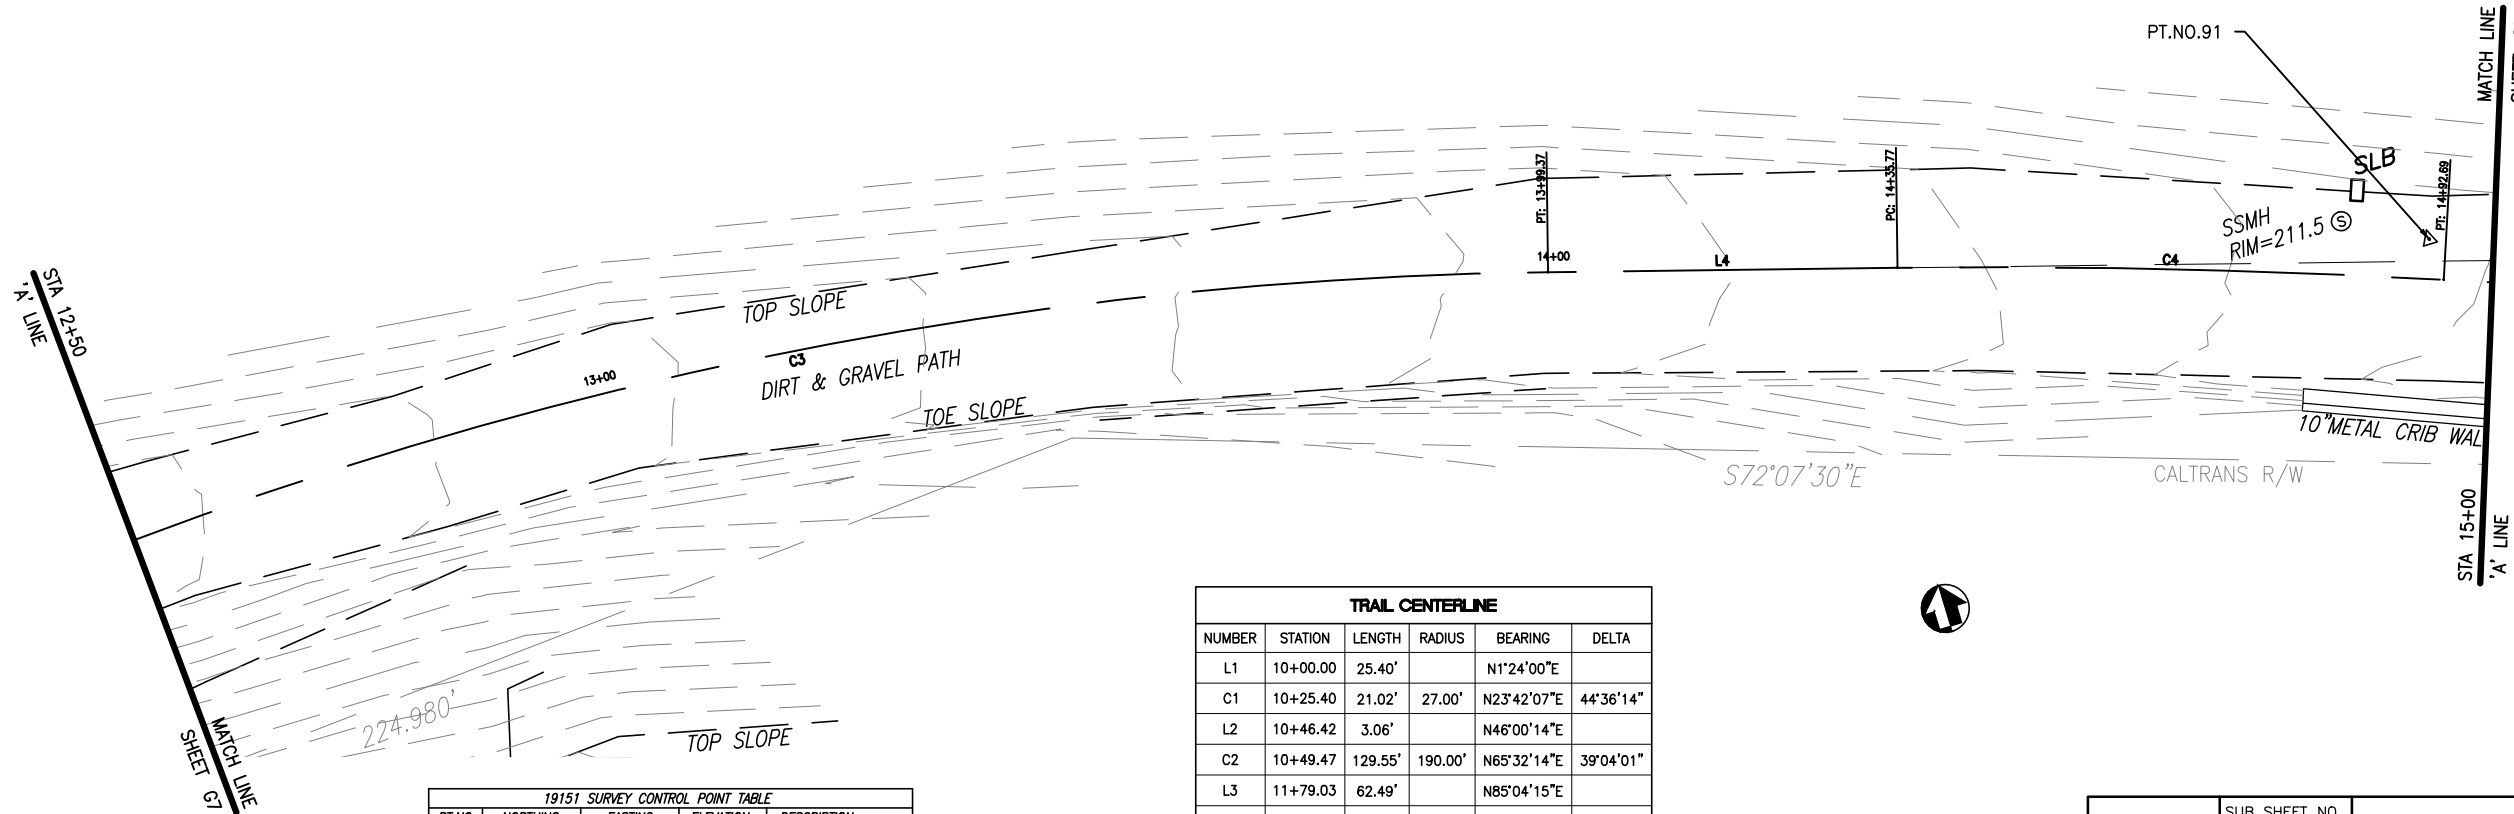 PT.NO.91
MATCH LINE
STA 12+50
'A' LINE
TOP SLOPE
13+00
C3
DIRT & GRAVEL PATH
TOE SLOPE
PT: 13+99.37
14+00
L4
PC: 14+35.77
C4
SLB
SSMH
RIM=211.5 S
PT: 14+92.69
10"METAL CRIB WAL
S72°07'30"E
CALTRANS R/W
STA 15+00
'A' LINE
224.980'
TOP SLOPE
MATCH LINE
SHEET G7
TRAIL CENTERLINE
NUMBER STATION LENGTH RADIUS BEARING DELTA
L1 10+00.00 25.40' N1°24'00"E
C1 10+25.40 21.02' 27.00' N23°42'07"E 44°36'14"
L2 10+46.42 3.06' N46°00'14"E
C2 10+49.47 129.55' 190.00' N65°32'14"E 39°04'01"
L3 11+79.03 62.49' N85°04'15"E
19151 SURVEY CONTROL POINT TABLE
PT.NO. NORTHING EASTING ELEVATION DESCRIPTION
SUB SHEET NO.